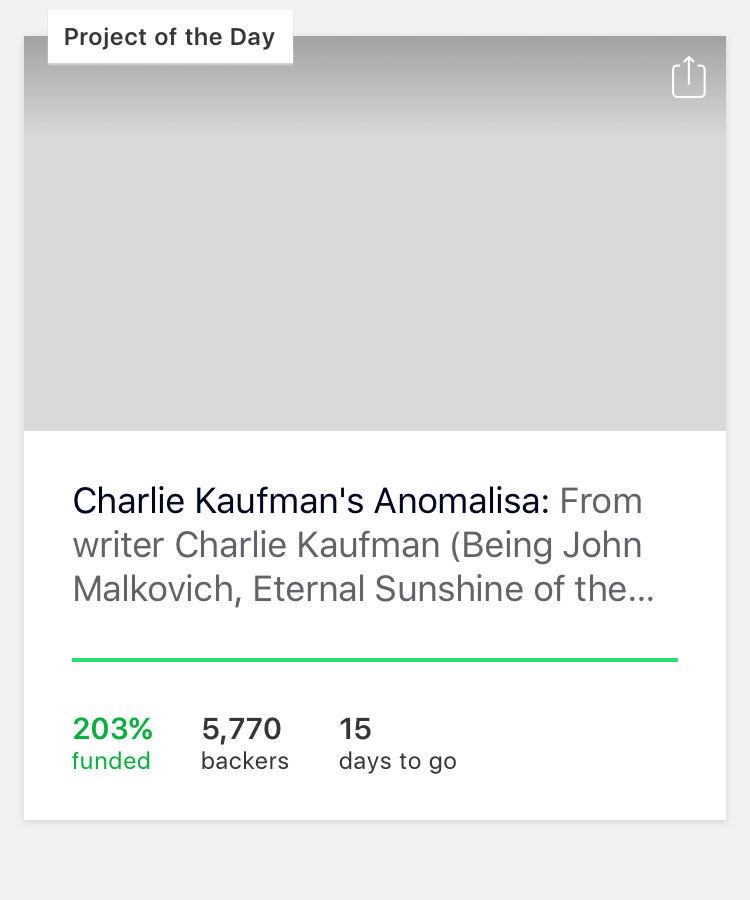 Project of the Day
Charlie Kaufman's Anomalisa: From
writer Charlie Kaufman (Being John
Malkovich, Eternal Sunshine of the...
203% 5,770 15
funded backers days to go